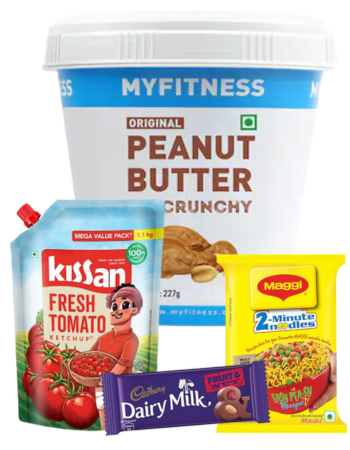 MYFITNESS
ORIGINAL
PEANUT
BUTTER
CRUNCHY
227g
www.myfitness.
MEGA VALUE PACK
1.1 kg
100%
kissan
FRESH
TOMATO
KETCHUP
Maggi
2-Minute
noodles
Masala
Cadbury
Dairy Milk
FRUIT &
NUT